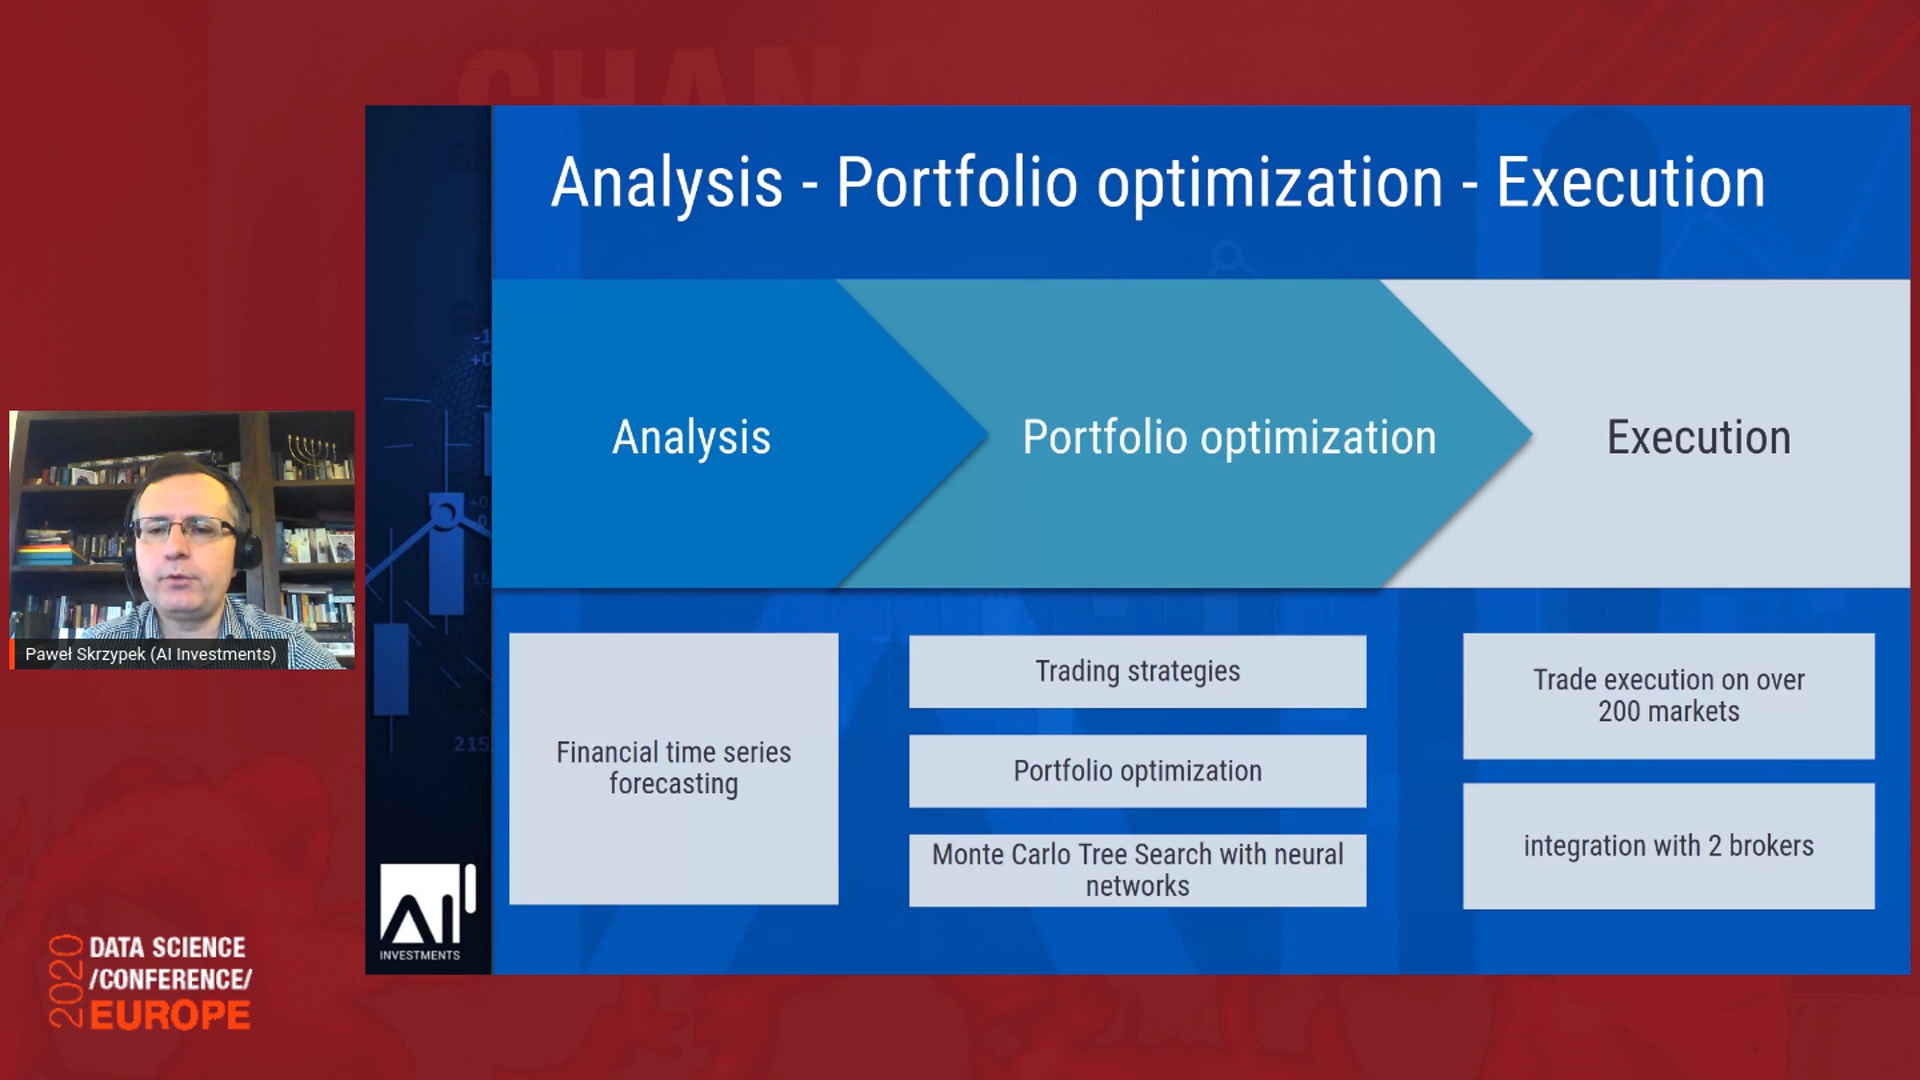 Analysis - Portfolio optimization - Execution
Analysis
Portfolio optimization
Execution
Financial time series
forecasting
Trading strategies
Portfolio optimization
Monte Carlo Tree Search with neural
networks
Trade execution on over
200 markets
integration with 2 brokers
Paweł Skrzypek (AI Investments)
AI
INVESTMENTS
2020
DATA SCIENCE
/CONFERENCE/
EUROPE
215